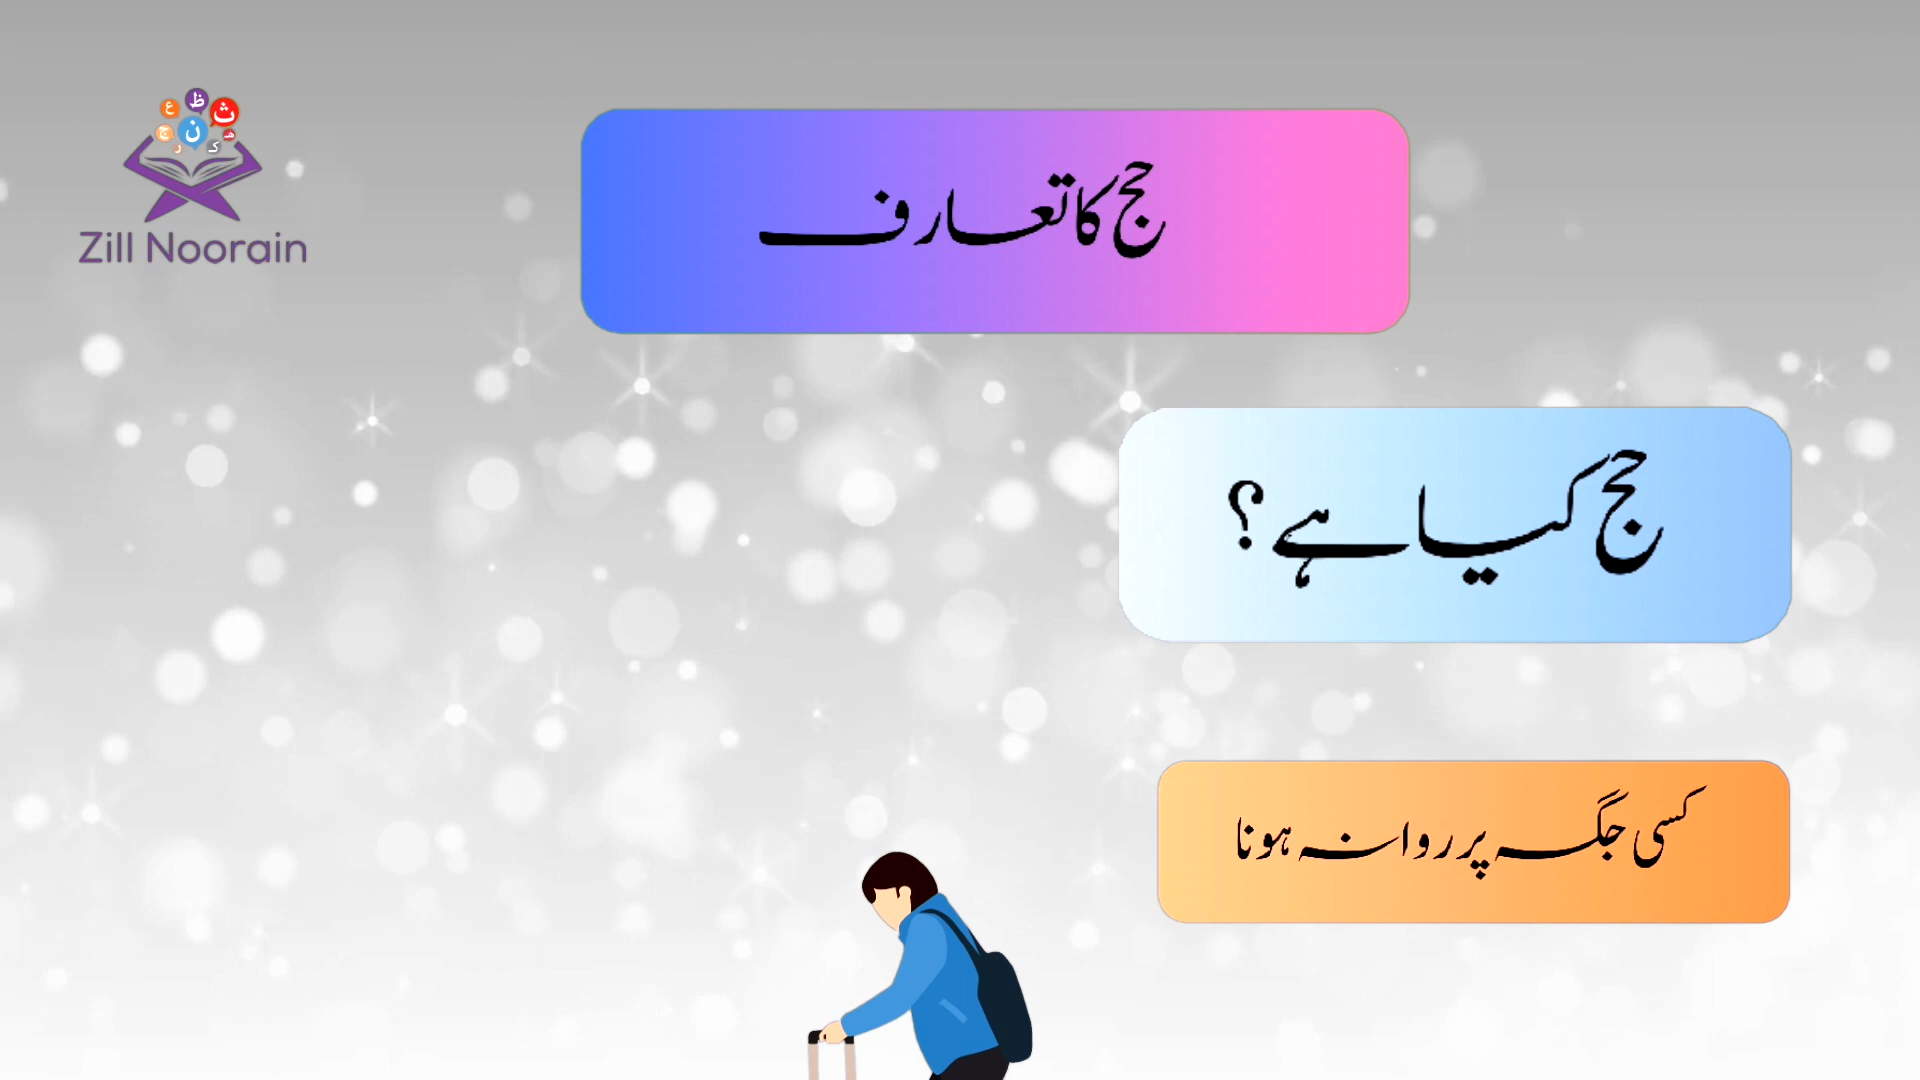 ظ
ع
ث
ن
ج
ھ
ر
ک
Zill Noorain
حج کا تعارف
حج کیا ہے؟
کسی جگہ پر روانہ ہونا